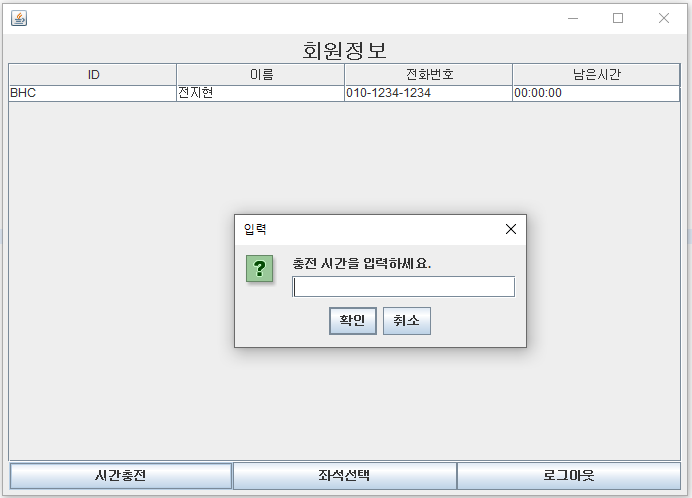 회원정보
ID 이름 전화번호 남은시간
BHC 전지현 010-1234-1234 00:00:00
입력
?
충전 시간을 입력하세요.
확인 취소
시간충전 좌석선택 로그아웃